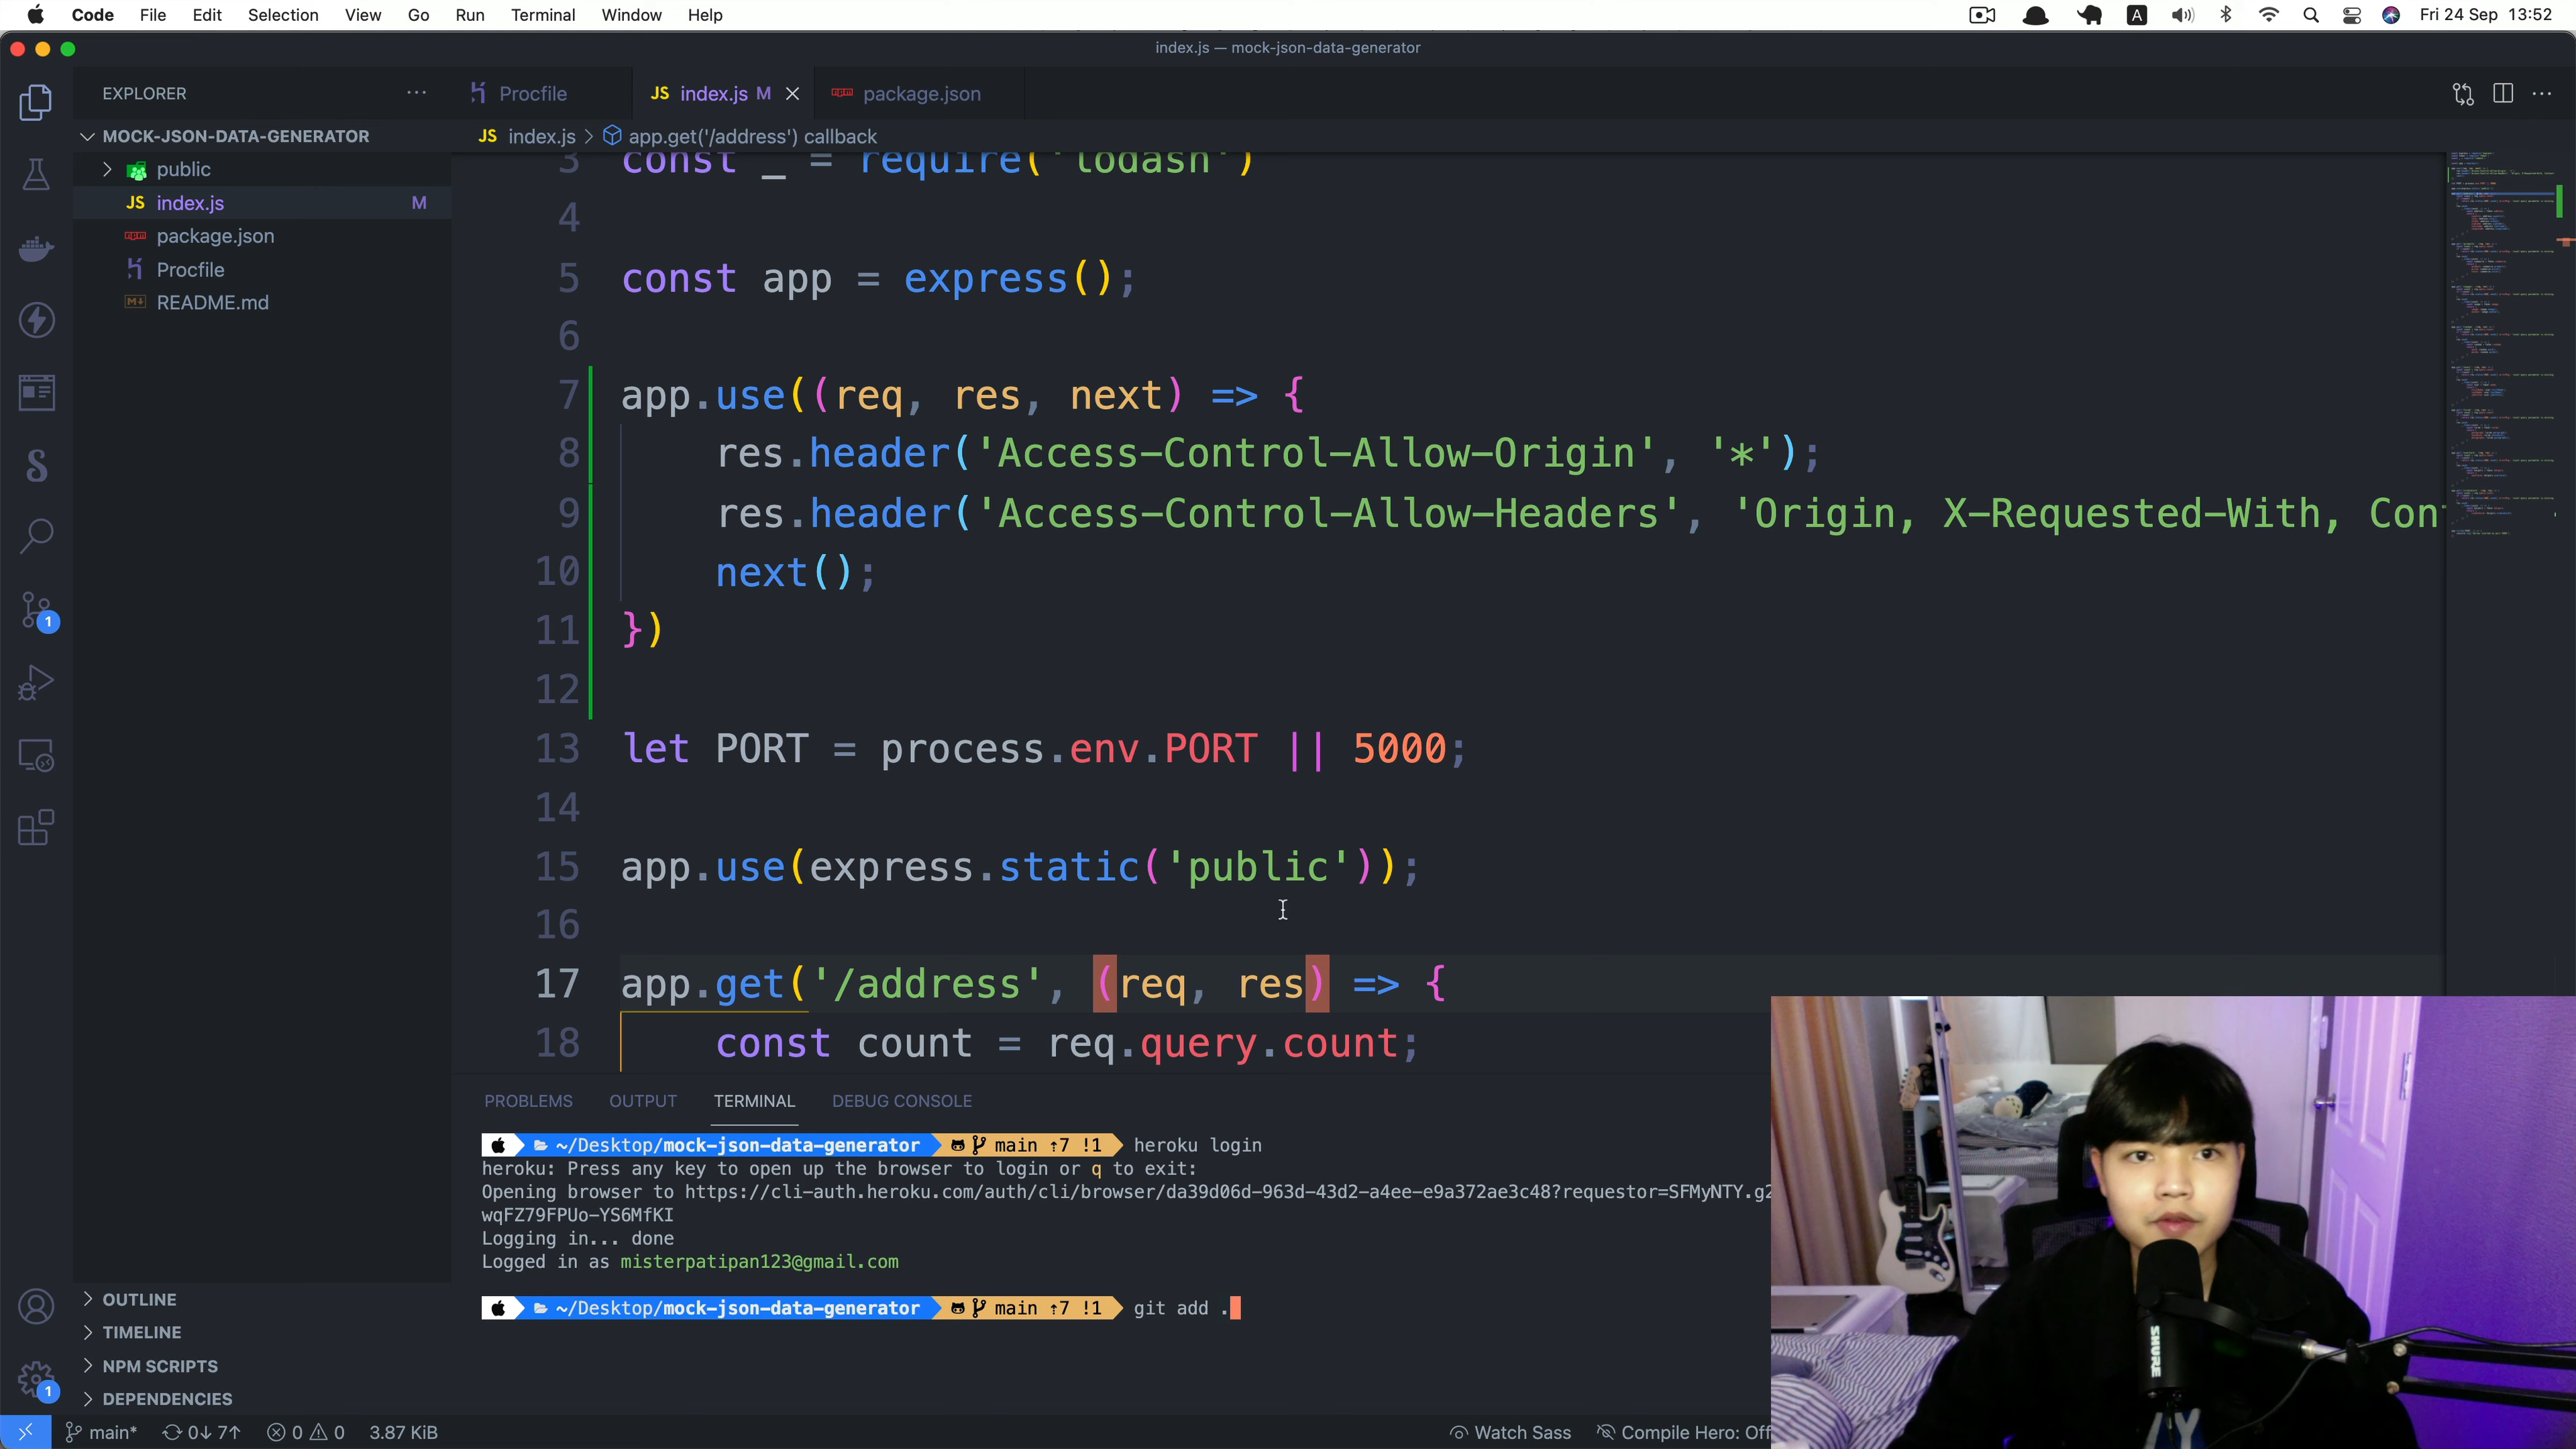 Code File Edit Selection View Go Run Terminal Window Help A Fri 24 Sep 13:52
index.js — mock-json-data-generator
EXPLORER ···
Procfile
JS index.js M
package.json
MOCK-JSON-DATA-GENERATOR
public
JS index.js M
package.json
Procfile
README.md
OUTLINE
TIMELINE
NPM SCRIPTS
DEPENDENCIES
1
1
JS index.js > app.get('/address') callback
3 const _ = require('lodash')
4
5 const app = express();
6
7 app.use((req, res, next) => {
8 res.header('Access-Control-Allow-Origin', '*');
9 res.header('Access-Control-Allow-Headers', 'Origin, X-Requested-With, Con
10 next();
11 })
12
13 let PORT = process.env.PORT || 5000;
14
15 app.use(express.static('public'));
16
17 app.get('/address', (req, res) => {
18 const count = req.query.count;
PROBLEMS OUTPUT TERMINAL DEBUG CONSOLE
~/Desktop/mock-json-data-generator main ↑7 !1 heroku login
heroku: Press any key to open up the browser to login or q to exit:
Opening browser to https://cli-auth.heroku.com/auth/cli/browser/da39d06d-963d-43d2-a4ee-e9a372ae3c48?requestor=SFMyNTY.g2
wqFZ79FPUo-YS6MfKI
Logging in... done
Logged in as misterpatipan123@gmail.com
~/Desktop/mock-json-data-generator main ↑7 !1 git add .
main* 0↓ 7↑ 0 0 3.87 KiB Watch Sass Compile Hero: Off
SHURE